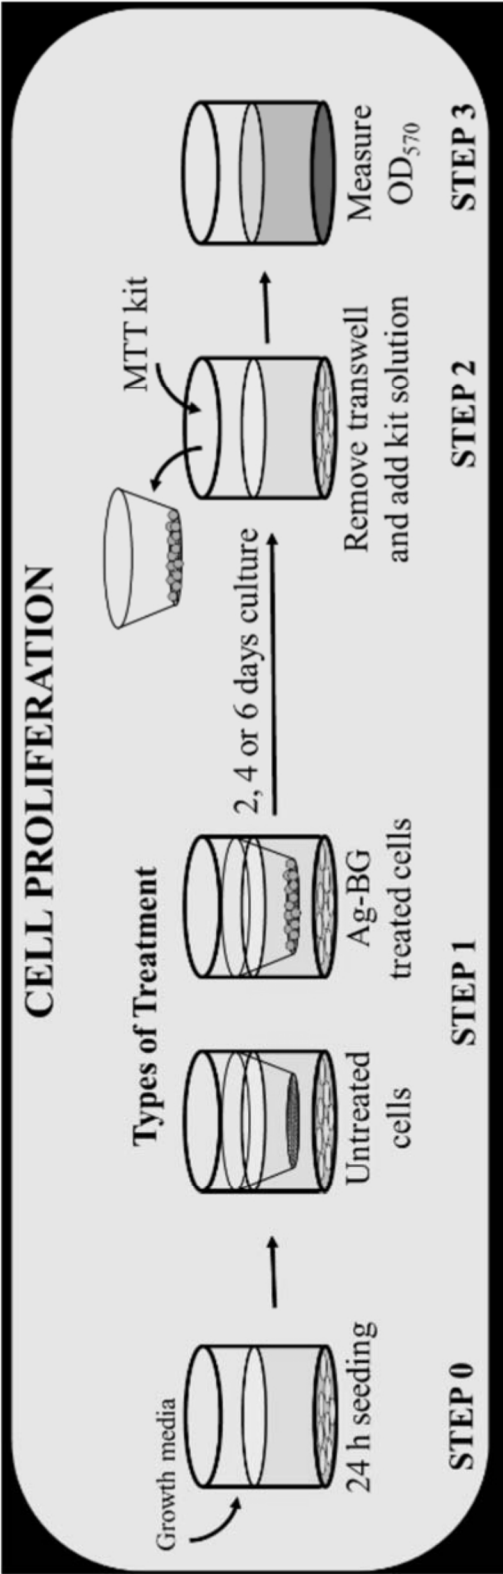 CELL PROLIFERATION
Types of Treatment
Growth media
24 h seeding
STEP 0
Untreated
cells
Ag-BG
treated cells
STEP 1
2, 4 or 6 days culture
MTT kit
Remove transwell
and add kit solution
STEP 2
Measure
OD₅₇₀
STEP 3